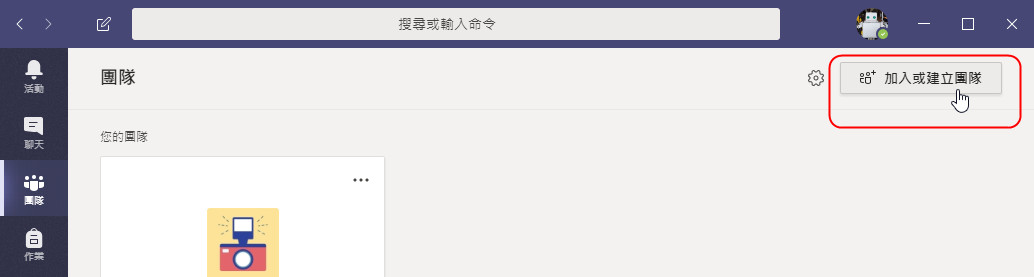 搜尋或輸入命令
活動
聊天
團隊
作業
團隊
加入或建立團隊
您的團隊